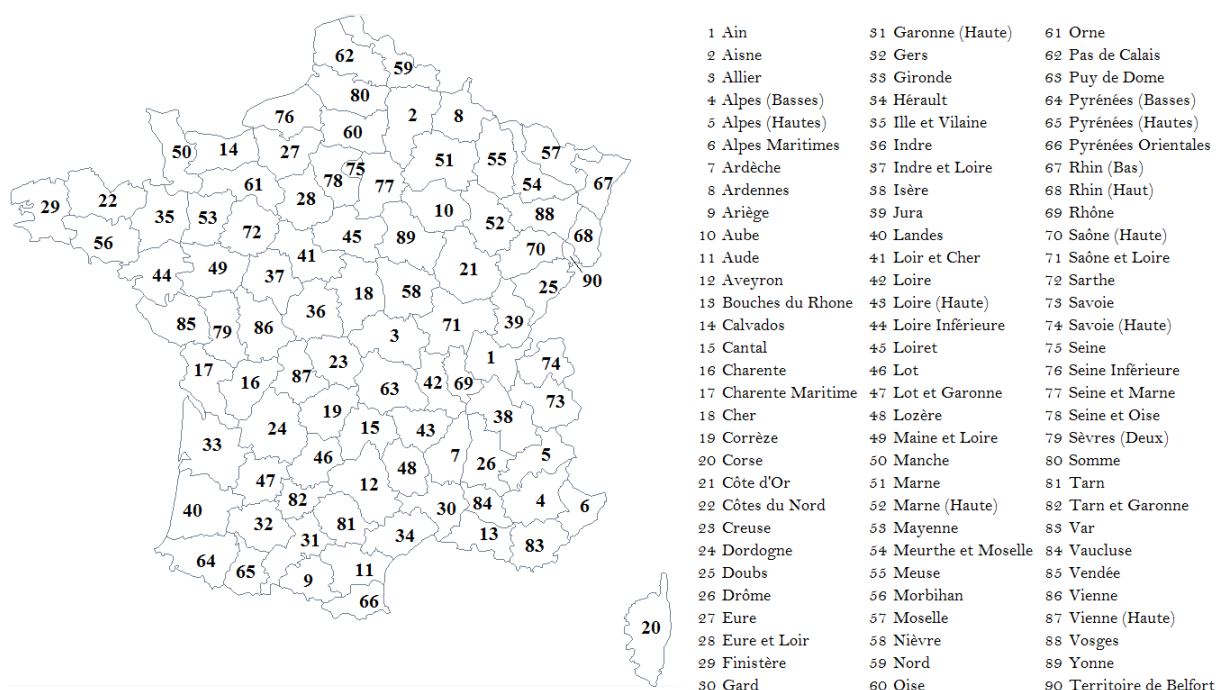 62
59
80
76
2
8
60
50
14
27
51
55
57
75
78
77
54
67
61
29
22
28
35
53
10
88
52
56
72
45
89
68
70
41
44
49
37
21
90
18
58
25
36
85
79
86
71
39
3
23
1
74
17
16
87
63
42
69
73
19
38
24
15
43
33
46
7
5
48
26
47
12
82
40
30
84
4
6
32
81
34
13
31
83
64
65
9
11
66
20
1 Ain
2 Aisne
3 Allier
4 Alpes (Basses)
5 Alpes (Hautes)
6 Alpes Maritimes
7 Ardèche
8 Ardennes
9 Ariège
10 Aube
11 Aude
12 Aveyron
13 Bouches du Rhone
14 Calvados
15 Cantal
16 Charente
17 Charente Maritime
18 Cher
19 Corrèze
20 Corse
21 Côte d'Or
22 Côtes du Nord
23 Creuse
24 Dordogne
25 Doubs
26 Drôme
27 Eure
28 Eure et Loir
29 Finistère
30 Gard
31 Garonne (Haute)
32 Gers
33 Gironde
34 Hérault
35 Ille et Vilaine
36 Indre
37 Indre et Loire
38 Isère
39 Jura
40 Landes
41 Loir et Cher
42 Loire
43 Loire (Haute)
44 Loire Inférieure
45 Loiret
46 Lot
47 Lot et Garonne
48 Lozère
49 Maine et Loire
50 Manche
51 Marne
52 Marne (Haute)
53 Mayenne
54 Meurthe et Moselle
55 Meuse
56 Morbihan
57 Moselle
58 Nièvre
59 Nord
60 Oise
61 Orne
62 Pas de Calais
63 Puy de Dome
64 Pyrénées (Basses)
65 Pyrénées (Hautes)
66 Pyrénées Orientales
67 Rhin (Bas)
68 Rhin (Haut)
69 Rhône
70 Saône (Haute)
71 Saône et Loire
72 Sarthe
73 Savoie
74 Savoie (Haute)
75 Seine
76 Seine Inférieure
77 Seine et Marne
78 Seine et Oise
79 Sèvres (Deux)
80 Somme
81 Tarn
82 Tarn et Garonne
83 Var
84 Vaucluse
85 Vendée
86 Vienne
87 Vienne (Haute)
88 Vosges
89 Yonne
90 Territoire de Belfort